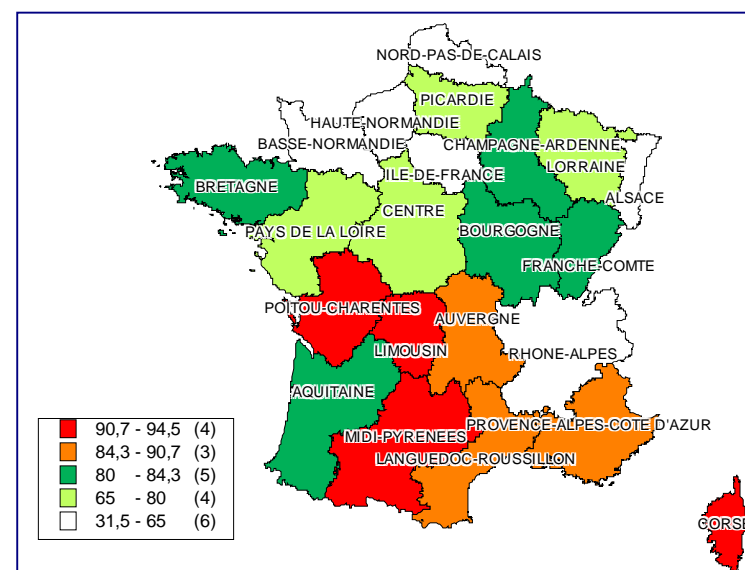 NORD-PAS-DE-CALAIS
PICARDIE
HAUTE-NORMANDIE
BASSE-NORMANDIE
CHAMPAGNE-ARDENNE
LORRAINE
ILE-DE-FRANCE
ALSACE
BRETAGNE
CENTRE
PAYS DE LA LOIRE
BOURGOGNE
FRANCHE-COMTE
POITOU-CHARENTES
AUVERGNE
LIMOUSIN
RHONE-ALPES
AQUITAINE
PROVENCE-ALPES-COTE D'AZUR
MIDI-PYRENEES
LANGUEDOC-ROUSSILLON
CORSE
90,7 - 94,5 (4)
84,3 - 90,7 (3)
80 - 84,3 (5)
65 - 80 (4)
31,5 - 65 (6)